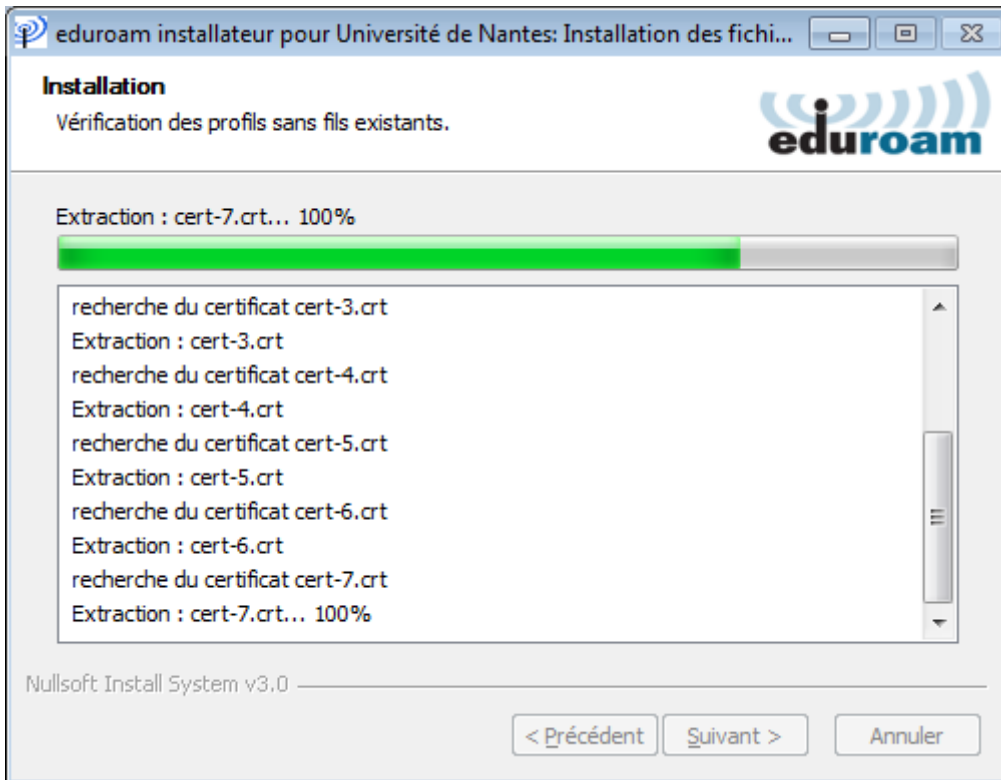 eduroam installateur pour Université de Nantes: Installation des fichi...
Installation
Vérification des profils sans fils existants.
eduroam
Extraction : cert-7.crt... 100%
recherche du certificat cert-3.crt
Extraction : cert-3.crt
recherche du certificat cert-4.crt
Extraction : cert-4.crt
recherche du certificat cert-5.crt
Extraction : cert-5.crt
recherche du certificat cert-6.crt
Extraction : cert-6.crt
recherche du certificat cert-7.crt
Extraction : cert-7.crt... 100%
Nullsoft Install System v3.0
< Précédent Suivant > Annuler